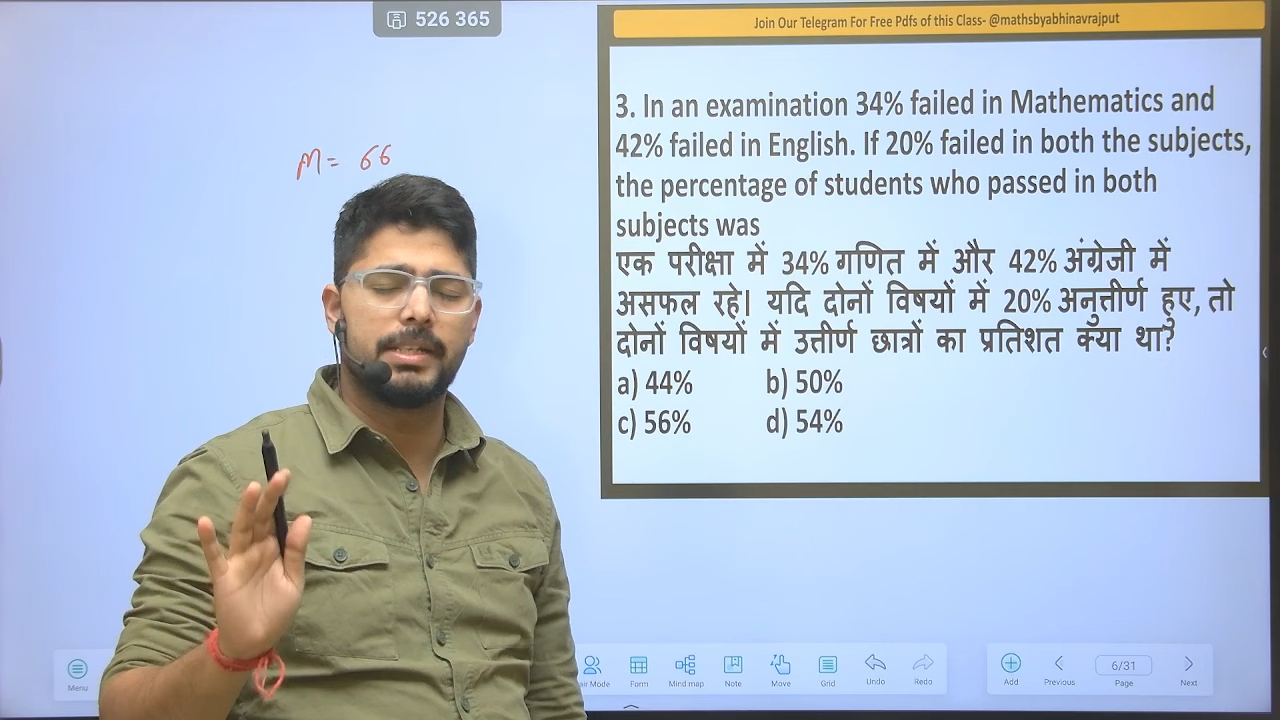 526 365
Join Our Telegram For Free Pdfs of this Class- @mathsbyabhinavrajput
M = 66
3. In an examination 34% failed in Mathematics and
42% failed in English. If 20% failed in both the subjects,
the percentage of students who passed in both
subjects was
एक परीक्षा में 34% गणित में और 42% अंग्रेजी में
असफल रहे। यदि दोनों विषयों में 20% अनुत्तीर्ण हुए, तो
दोनों विषयों में उत्तीर्ण छात्रों का प्रतिशत क्या था?
a) 44% b) 50%
c) 56% d) 54%
Menu Mode Form Mind map Note Move Grid Undo Redo Add Previous 6/31 Page Next